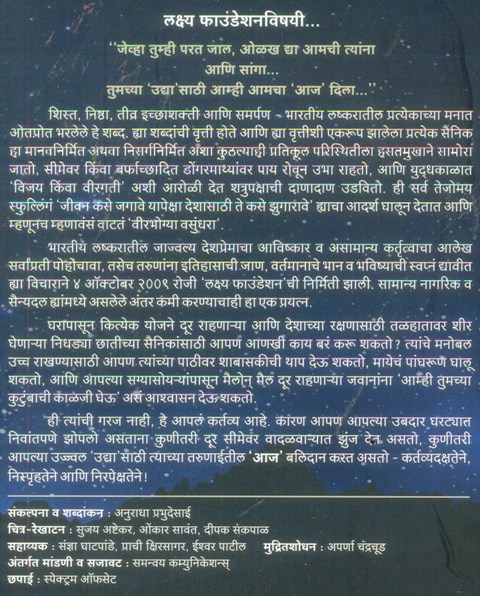 लक्ष्य फाउंडेशनविषयी...
“जेव्हा तुम्ही परत जाल, ओळख द्या आमची त्यांना
आणि सांगा...
तुमच्या ‘उद्या’साठी आम्ही आमचा ‘आज’ दिला...”
शिस्त, निष्ठा, तीव्र इच्छाशक्ती आणि समर्पण – भारतीय लष्करातील प्रत्येकाच्या मनात
ओतप्रोत भरलेले हे शब्द. ह्या शब्दांची वृत्ती होते आणि ह्या वृत्तीशी एकरूप झालेला प्रत्येक सैनिक
हा मानवनिर्मित अथवा निसर्गनिर्मित अशा कुठल्याही प्रतिकूल परिस्थितीला हसतमुखाने सामोरा
जातो, सीमेवर किंवा बर्फाच्छादित डोंगरमाथ्यांवर पाय रोवून उभा राहतो, आणि युद्धकाळात
‘विजय किंवा वीरगती’ अशी आरोळी देत शत्रुपक्षाची दाणादाण उडवितो. ही सर्व तेजोमय
स्फुल्लिंगं ‘जीवन कसे जगावे यापेक्षा देशासाठी ते कसे झुगारावे’ ह्याचा आदर्श घालून देतात आणि
म्हणूनच म्हणावंसं वाटतं ‘वीरभोग्या वसुंधरा’.
भारतीय लष्करातील जाज्वल्य देशप्रेमाचा आविष्कार व असामान्य कर्तृत्वाचा आलेख
सर्वांप्रती पोहोचावा, तसेच तरुणांना इतिहासाची जाण, वर्तमानाचे भान व भविष्याची स्वप्नं द्यावीत
ह्या विचाराने ४ ऑक्टोबर २००९ रोजी ‘लक्ष्य फाउंडेशन’ची निर्मिती झाली. सामान्य नागरिक व
सैन्यदल ह्यांमध्ये असलेले अंतर कमी करण्याचाही हा एक प्रयत्न.
घरापासून कित्येक योजने दूर राहणाऱ्या आणि देशाच्या रक्षणासाठी तळहातावर शीर
घेणाऱ्या निधड्या छातीच्या सैनिकांसाठी आपण आणखी काय बरं करू शकतो? त्यांचे मनोबल
उच्च राखण्यासाठी आपण त्यांच्या पाठीवर शाबासकीची थाप देऊ शकतो, मायेचं पांघरूण घालू
शकतो, आणि आपल्या सग्यासोयऱ्यांपासून मैलोन् मैल दूर राहणाऱ्या जवानांना ‘आम्ही तुमच्या
कुटुंबाची काळजी घेऊ’ असं आश्वासन देऊ शकतो.
ही त्यांची गरज नाही, हे आपलं कर्तव्य आहे. कारण आपण आपल्या उबदार घरट्यात
निवांतपणे झोपलो असताना कुणीतरी दूर सीमेवर वादळवाऱ्यात झुंज देत असतो, कुणीतरी
आपल्या उज्ज्वल ‘उद्या’साठी त्याच्या तरुणाईतील ‘आज’ बलिदान करत असतो – कर्तव्यदक्षतेने,
निःस्पृहतेने आणि निरपेक्षतेने !
संकल्पना व शब्दांकन : अनुराधा प्रभुदेसाई
चित्र-रेखाटन : सुजय अष्टेकर, ओंकार सावंत, दीपक संकपाळ
सहाय्यक : संज्ञा घाटपांडे, प्राची क्षिरसागर, ईश्वर पाटील मुद्रितशोधन : अपर्णा चंद्रचूड
अंतर्गत मांडणी व सजावट : समन्वय कम्युनिकेशन्स्
छपाई : स्पेक्ट्रम ऑफसेट